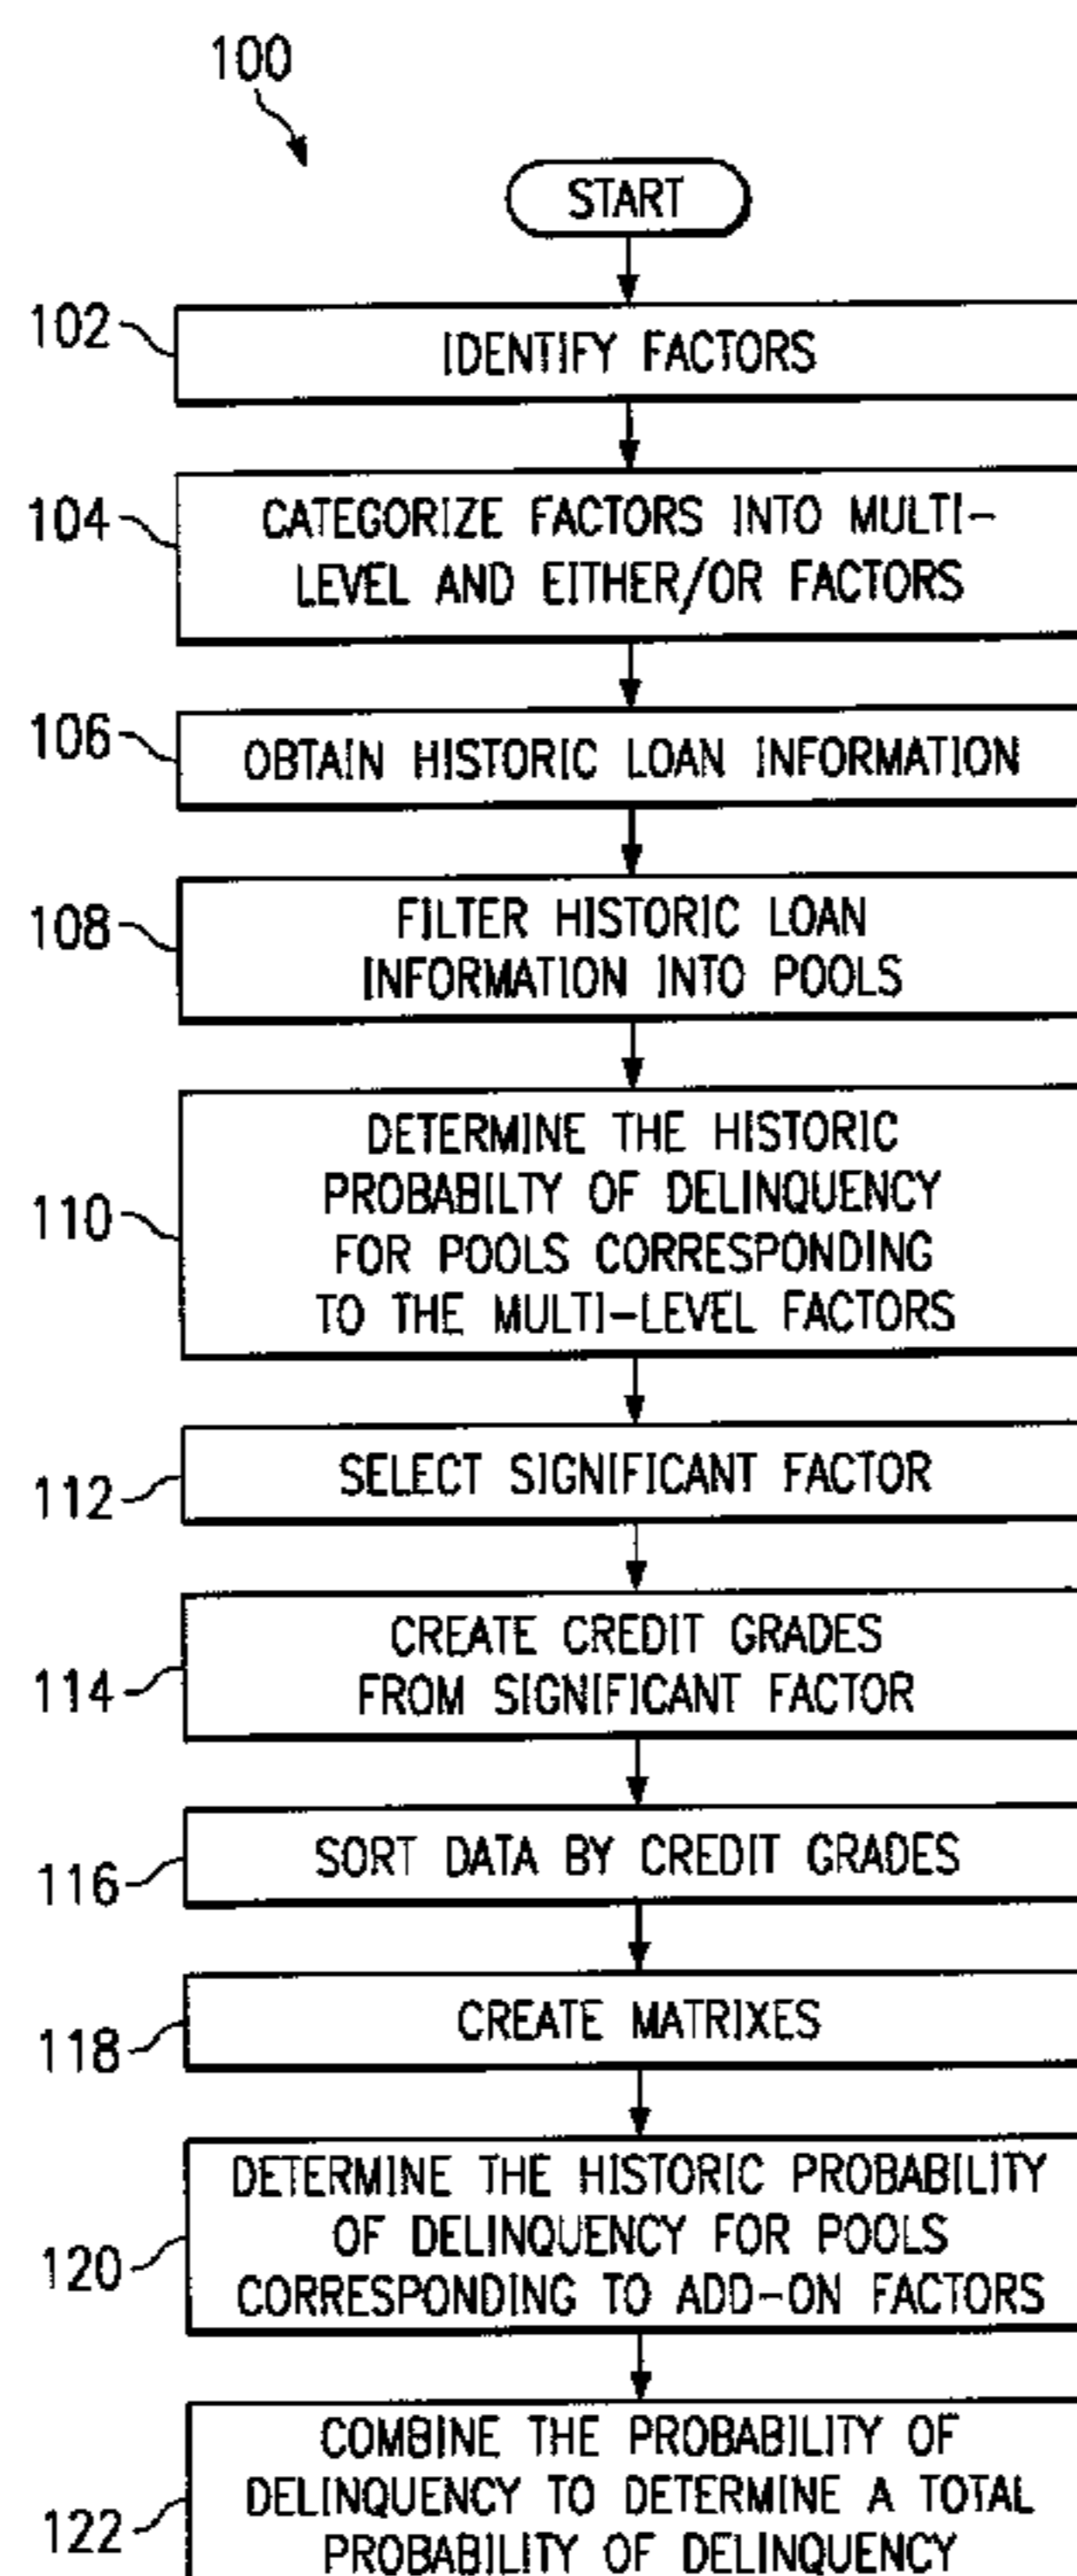 100
START
102
IDENTIFY FACTORS
104
CATEGORIZE FACTORS INTO MULTI-
LEVEL AND EITHER/OR FACTORS
106
OBTAIN HISTORIC LOAN INFORMATION
108
FILTER HISTORIC LOAN
INFORMATION INTO POOLS
110
DETERMINE THE HISTORIC
PROBABILTY OF DELINQUENCY
FOR POOLS CORRESPONDING
TO THE MULTI-LEVEL FACTORS
112
SELECT SIGNIFICANT FACTOR
114
CREATE CREDIT GRADES
FROM SIGNIFICANT FACTOR
116
SORT DATA BY CREDIT GRADES
118
CREATE MATRIXES
120
DETERMINE THE HISTORIC PROBABILITY
OF DELINQUENCY FOR POOLS
CORRESPONDING TO ADD-ON FACTORS
122
COMBINE THE PROBABILITY OF
DELINQUENCY TO DETERMINE A TOTAL
PROBABILITY OF DELINQUENCY